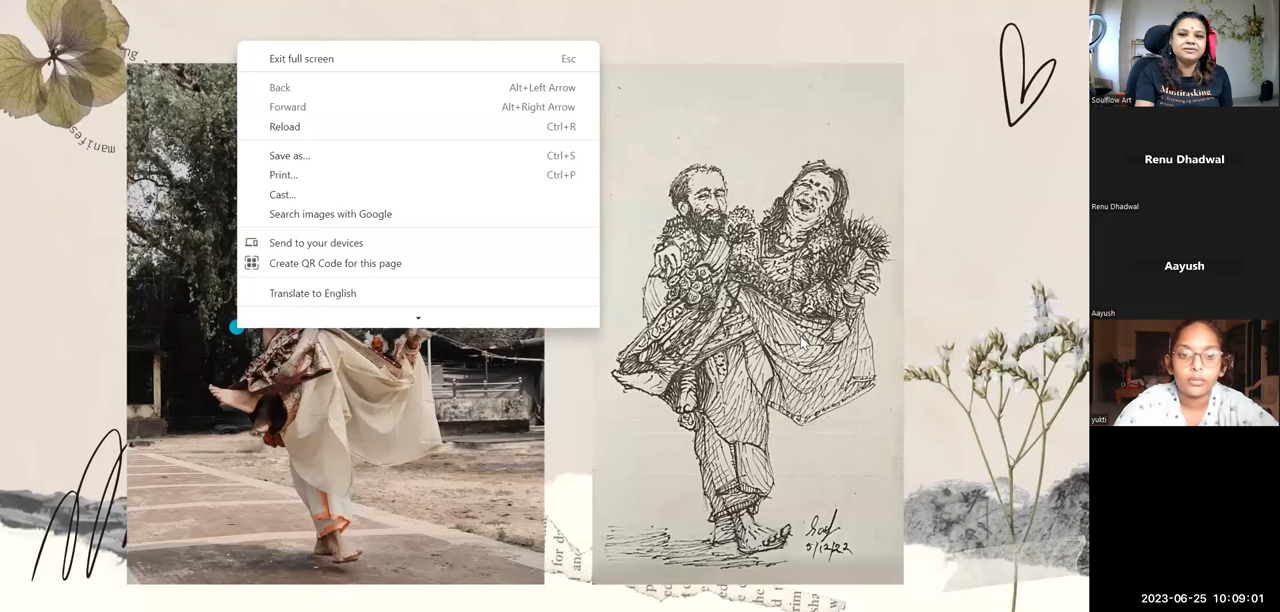 manifes
Exit full screen Esc
Back Alt+Left Arrow
Forward Alt+Right Arrow
Reload Ctrl+R
Save as... Ctrl+S
Print... Ctrl+P
Cast...
Search images with Google
Send to your devices
Create QR Code for this page
Translate to English
5/12/22
for de
Multitasking
Soulflow Art
Renu Dhadwal
Renu Dhadwal
Aayush
Aayush
yukti
2023-06-25 10:09:01